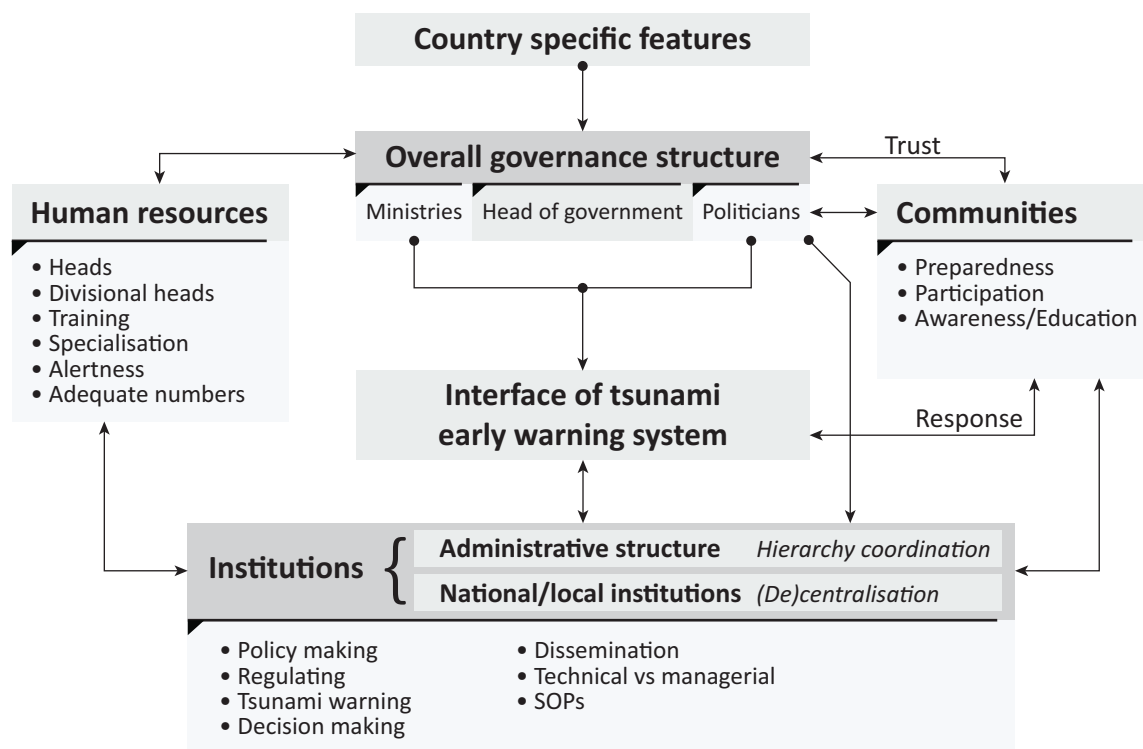 Country specific features
Overall governance structure
Trust
Ministries
Head of government
Politicians
Human resources
• Heads
• Divisional heads
• Training
• Specialisation
• Alertness
• Adequate numbers
Communities
• Preparedness
• Participation
• Awareness/Education
Interface of tsunami
early warning system
Response
Institutions {
Administrative structure Hierarchy coordination
National/local institutions (De)centralisation
• Policy making
• Regulating
• Tsunami warning
• Decision making
• Dissemination
• Technical vs managerial
• SOPs